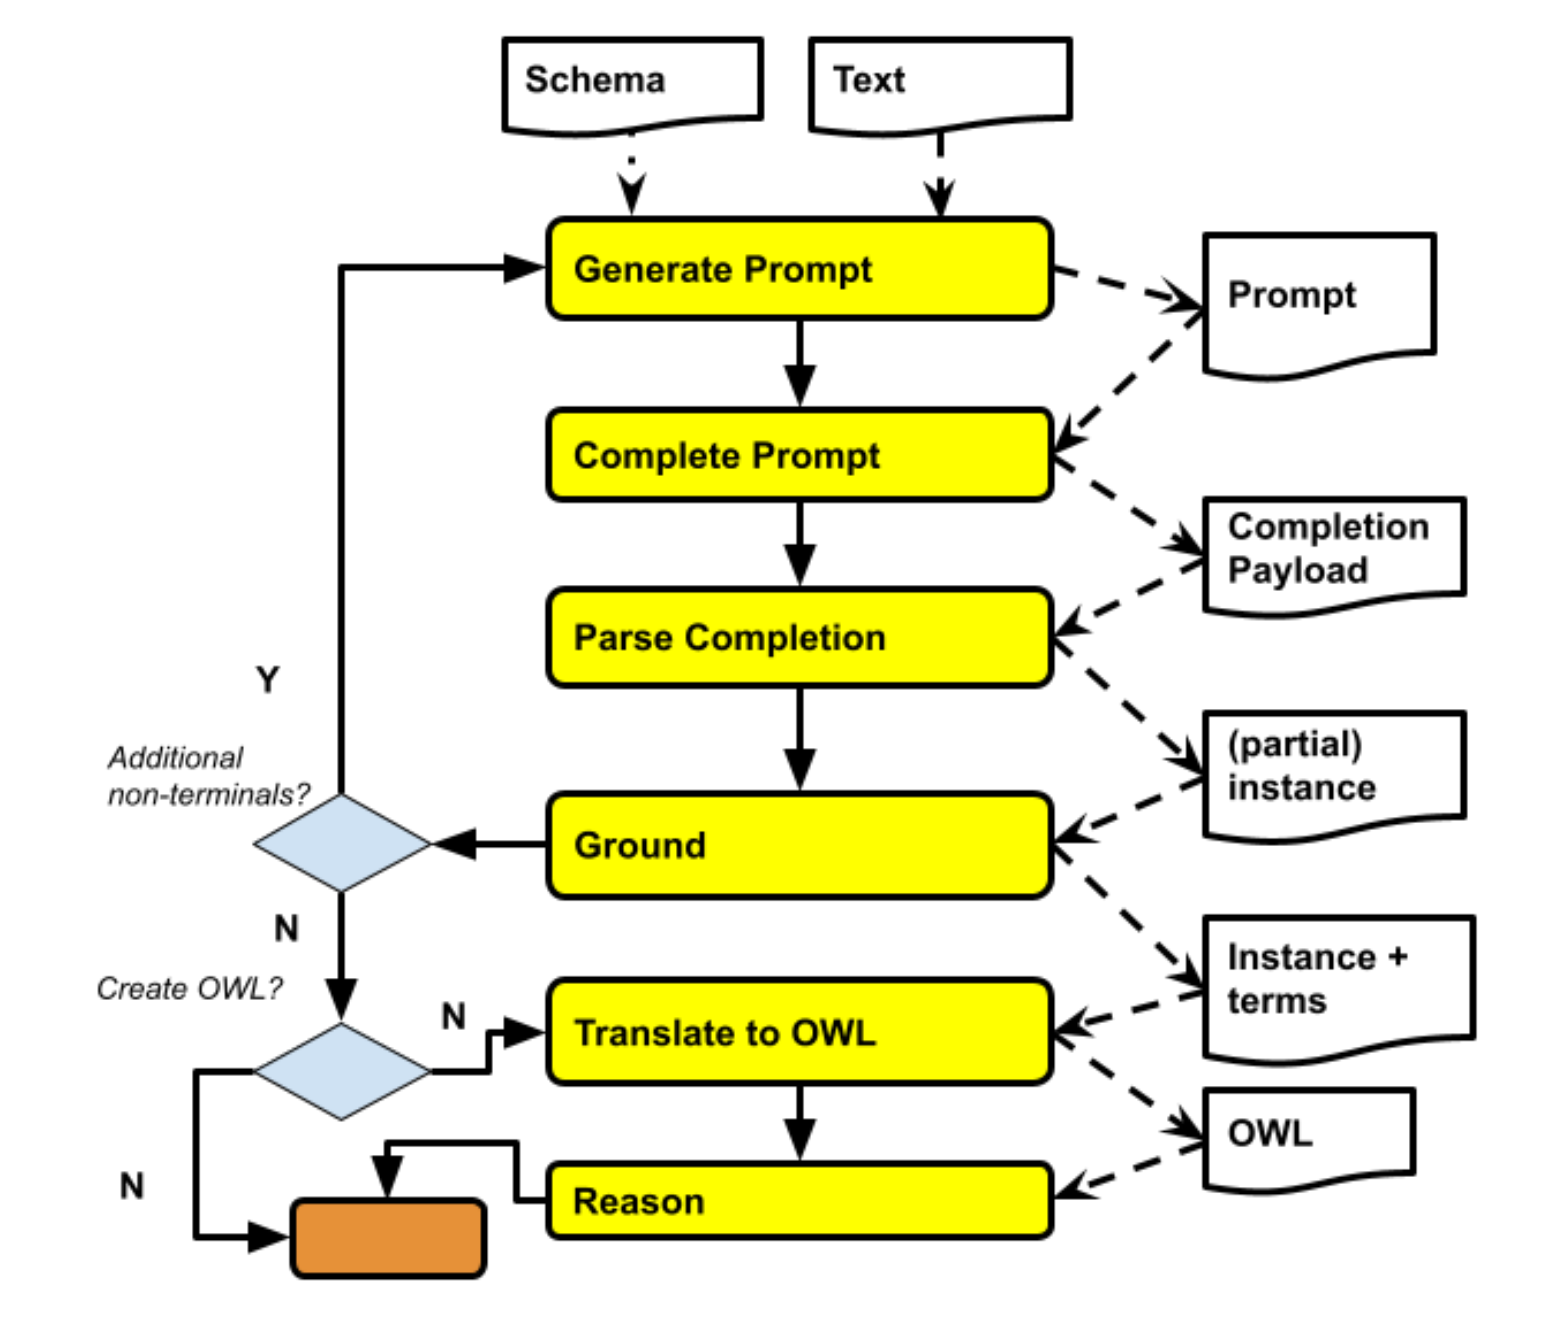 Schema
Text
Generate Prompt
Prompt
Complete Prompt
Completion
Payload
Parse Completion
Y
(partial)
instance
Additional
non-terminals?
Ground
N
Instance +
terms
Create OWL?
N
Translate to OWL
OWL
N
Reason